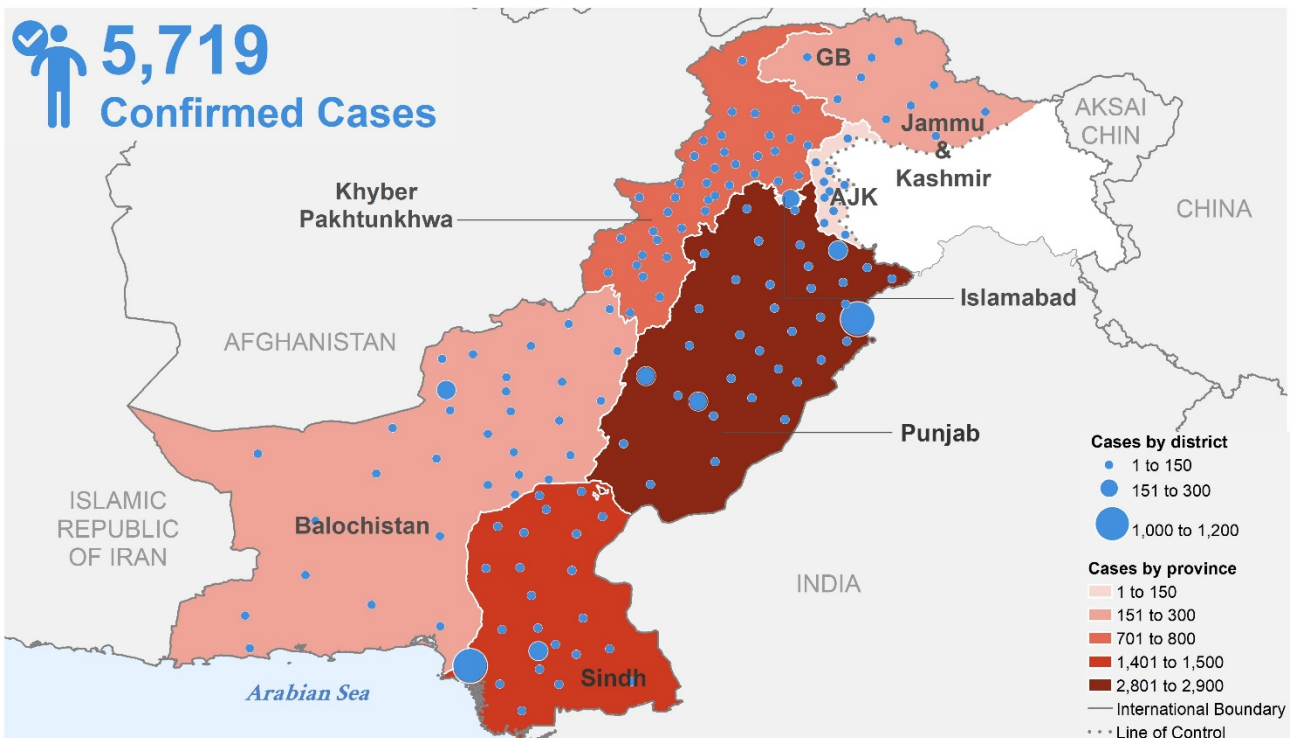 5,719
Confirmed Cases
GB
AKSAI
CHIN
Jammu
&
Kashmir
Khyber
Pakhtunkhwa
AJK
CHINA
Islamabad
AFGHANISTAN
Punjab
ISLAMIC
REPUBLIC
OF IRAN
Balochistan
INDIA
Sindh
Arabian Sea
Cases by district
1 to 150
151 to 300
1,000 to 1,200
Cases by province
1 to 150
151 to 300
701 to 800
1,401 to 1,500
2,801 to 2,900
International Boundary
Line of Control